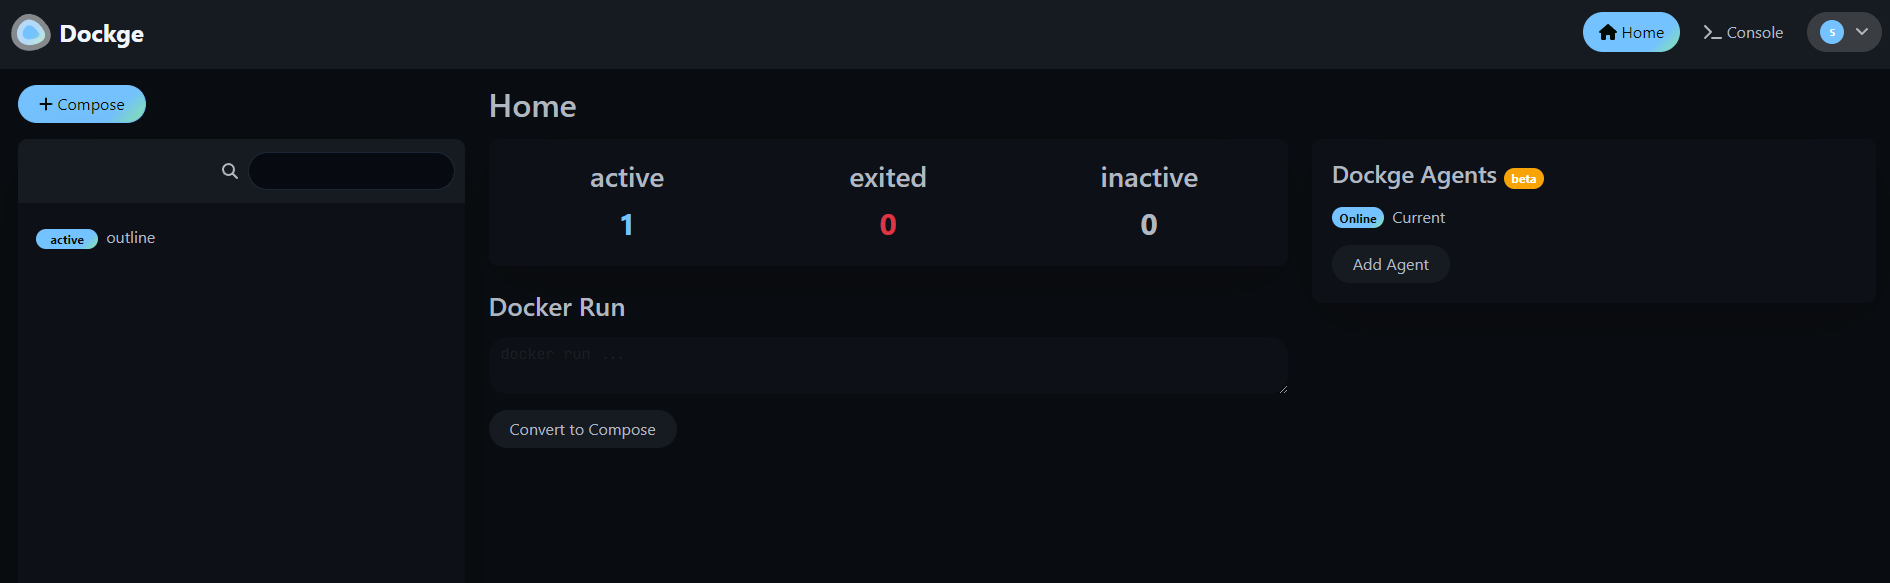 Dockge
Home
Console
S
Compose
Home
active
exited
inactive
1
0
0
Dockge Agents beta
Online Current
Add Agent
active outline
Docker Run
docker run ...
Convert to Compose